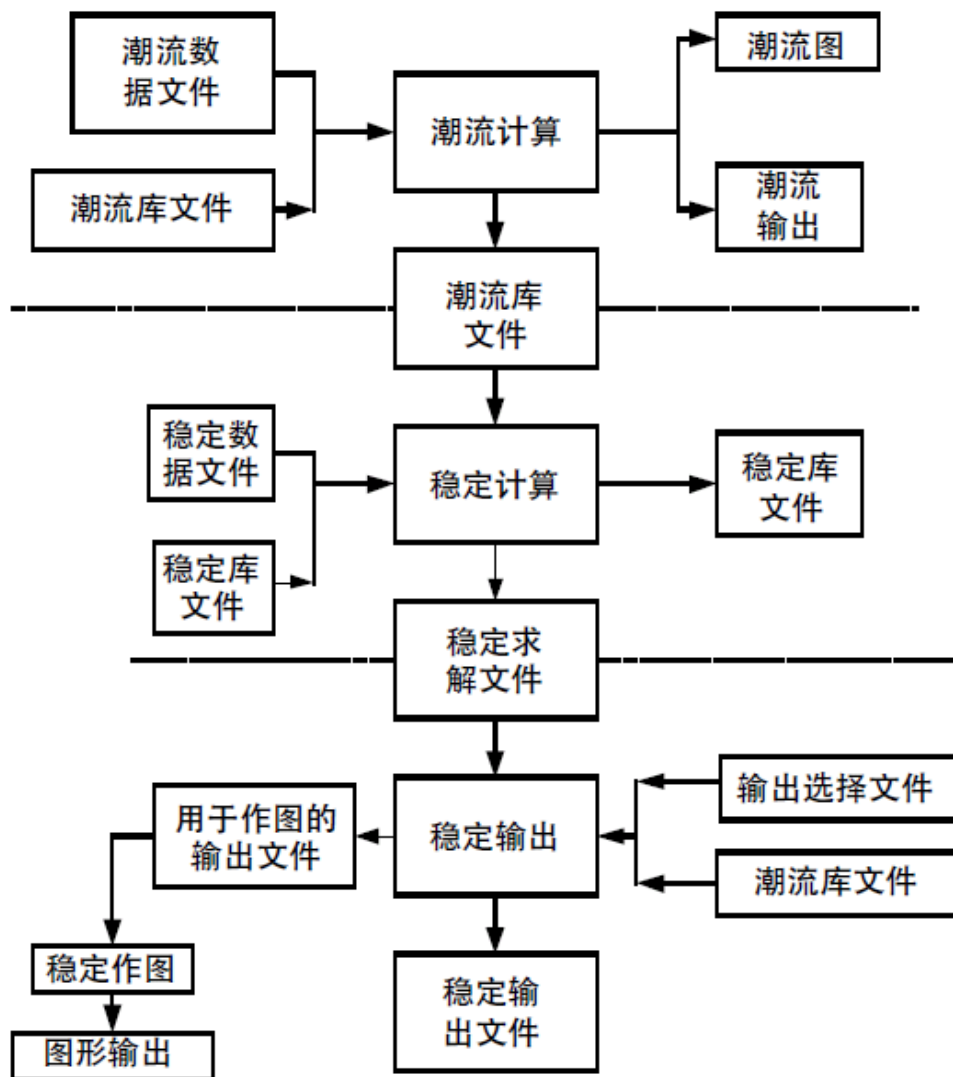 潮流数
据文件
潮流图
潮流计算
潮流库文件
潮流
输出
潮流库
文件
稳定数
据文件
稳定计算
稳定库
文件
稳定库
文件
稳定求
解文件
用于作图的
输出文件
稳定输出
输出选择文件
潮流库文件
稳定作图
稳定输
出文件
图形输出